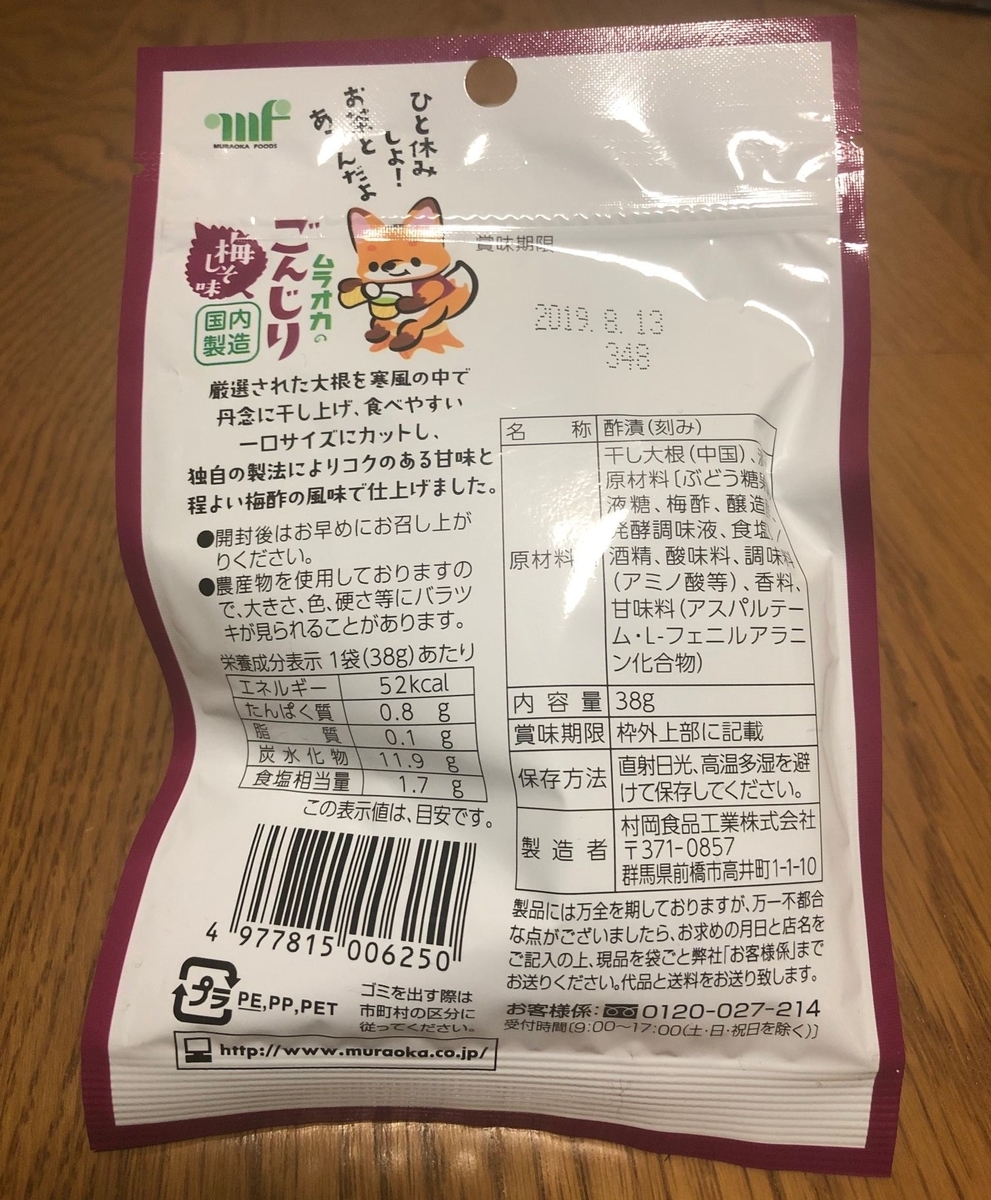 mf
MURAOKA FOODS
ひと休み
しよ!
お
と
あ
んだよ
ムラオカの
ごんじり
梅しそ味
国内
製造
厳選された大根を寒風の中で
丹念に干し上げ、食べやすい
一口サイズにカットし、
独自の製法によりコクのある甘味と
程よい梅酢の風味で仕上げました。
●開封後はお早めにお召し上が
りください。
●農産物を使用しておりますの
で、大きさ、色、硬さ等にバラツ
キが見られることがあります。
栄養成分表示 1袋(38g)あたり
エネルギー 52kcal
たんぱく質 0.8 g
脂質 0.1 g
炭水化物 11.9 g
食塩相当量 1.7 g
この表示値は、目安です。
4 977815 006250
プラ PE,PP,PET
ゴミを出す際は
市町村の区分に
従ってください。
http://www.muraoka.co.jp/
賞味期限
2019. 8. 13
348
名称 酢漬(刻み)
原材料 干し大根(中国)、
原材料〔ぶどう糖
液糖、梅酢、醸造
発酵調味液、食塩
酒精、酸味料、調味料
(アミノ酸等)、香料、
甘味料(アスパルテー
ム・L-フェニルアラニ
ン化合物)
内容量 38g
賞味期限 枠外上部に記載
保存方法 直射日光、高温多湿を避
けて保存してください。
製造者 村岡食品工業株式会社
〒371-0857
群馬県前橋市高井町1-1-10
製品には万全を期しておりますが、万一不都合
な点がございましたら、お求めの月日と店名を
ご記入の上、現品を袋ごと弊社「お客様係」まで
お送りください。代品と送料をお送り致します。
お客様係: 0120-027-214
受付時間〔9:00〜17:00(土・日・祝日を除く)〕